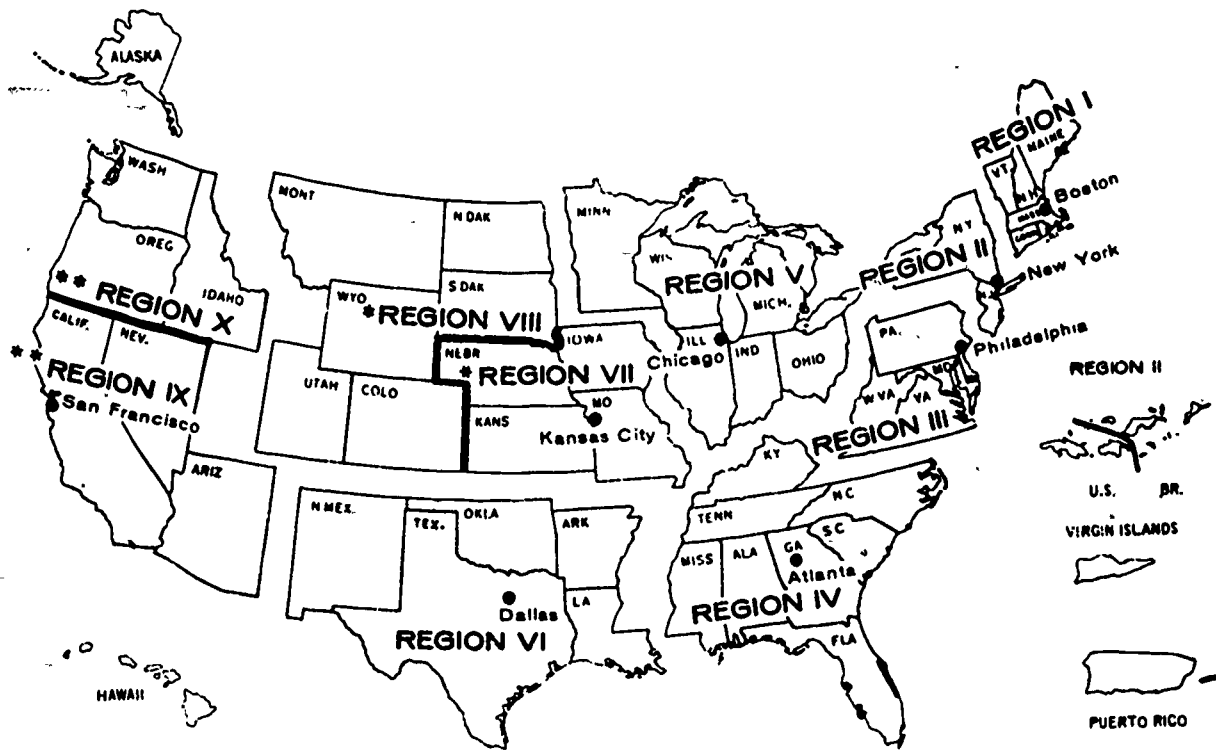 ALASKA
REGION I
MAINE
VT.
N H
Boston
WASH
MONT
N DAK
MINN
N Y
OREG
WIS
REGION V
REGION II
New York
** REGION X
IDAHO
WYO
S DAK
*REGION VIII
MICH.
N.J.
CALIF.
NEV.
PA.
Philadelphia
NEBR
IOWA
ILL
Chicago
IND
OHIO
** REGION IX
San Francisco
UTAH
COLO
* REGION VII
MD
W VA
VA
REGION II
KANS
MO
Kansas City
REGION III
KY
ARIZ
N MEX.
TEX.
OKLA
ARK
TENN
N C
S C
U.S. BR.
VIRGIN ISLANDS
MISS
ALA
GA
Atlanta
Dallas
LA
REGION IV
REGION VI
FLA
HAWAII
PUERTO RICO